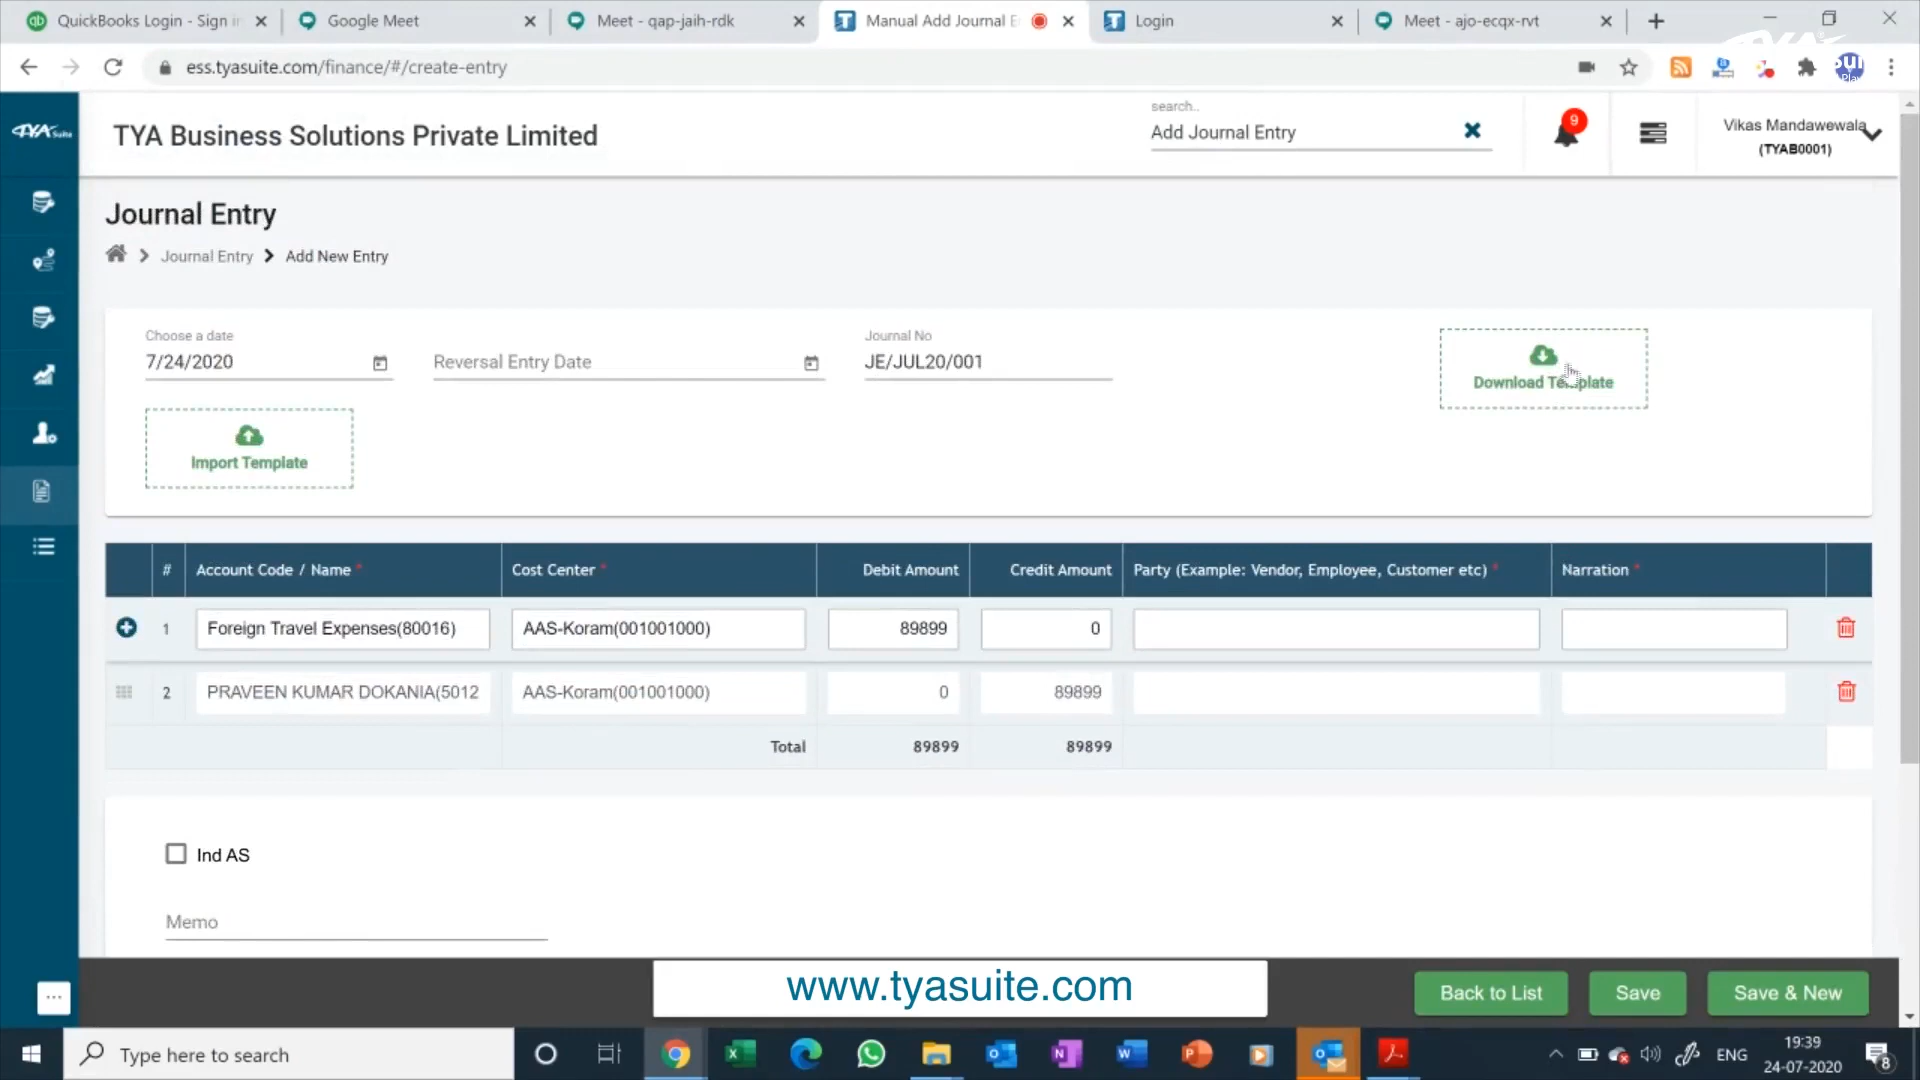 QuickBooks Login - Sign in
Google Meet
Meet - qap-jaih-rdk
Manual Add Journal E
Login
Meet - ajo-ecqx-rvt
ess.tyasuite.com/finance/#/create-entry
TYA Suite
TYA Business Solutions Private Limited
search..
Add Journal Entry
9
Vikas Mandawewala
(TYAB0001)
Journal Entry
Journal Entry
Add New Entry
Choose a date
7/24/2020
Reversal Entry Date
Journal No
JE/JUL20/001
Download Template
Import Template
# Account Code / Name * Cost Center * Debit Amount Credit Amount Party (Example: Vendor, Employee, Customer etc) * Narration *
1 Foreign Travel Expenses(80016) AAS-Koram(001001000) 89899 0
2 PRAVEEN KUMAR DOKANIA(5012 AAS-Koram(001001000) 0 89899
Total 89899 89899
Ind AS
Memo
www.tyasuite.com
Back to List
Save
Save & New
Type here to search
ENG
19:39
24-07-2020
8